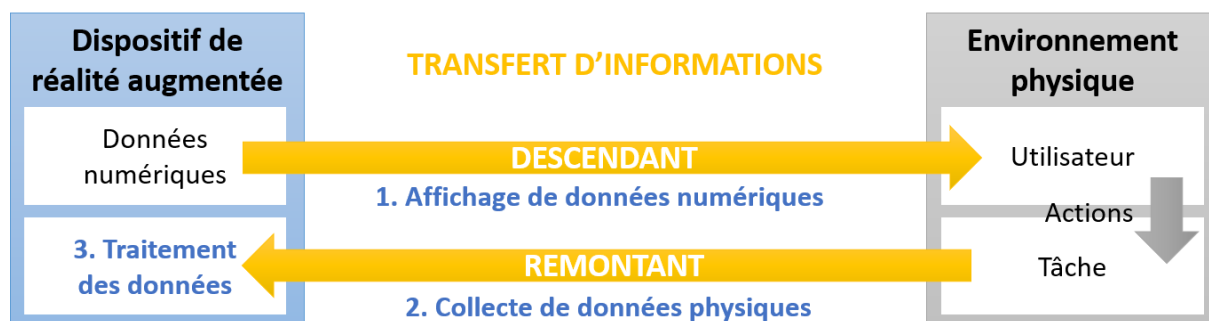 Dispositif de
réalité augmentée
TRANSFERT D'INFORMATIONS
Environnement
physique
Données
numériques
DESCENDANT
1. Affichage de données numériques
Utilisateur
Actions
3. Traitement
des données
REMONTANT
2. Collecte de données physiques
Tâche